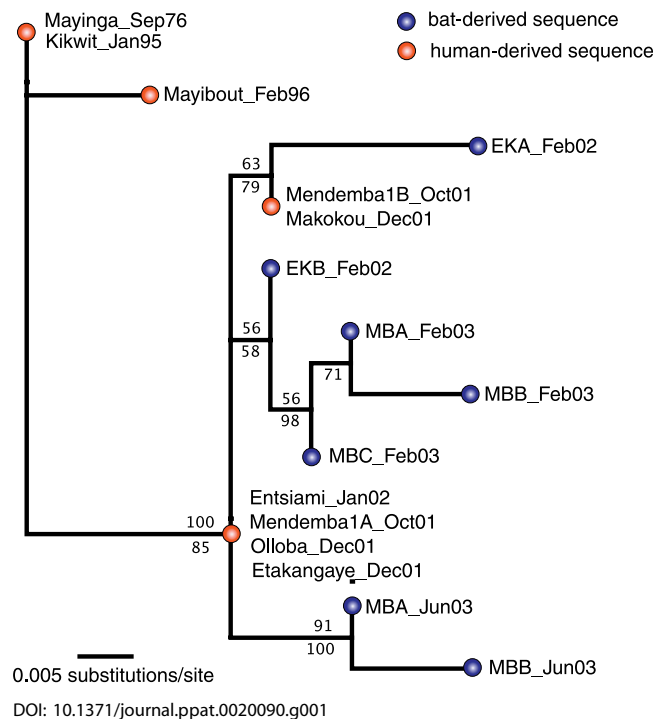 Mayinga_Sep76
Kikwit_Jan95
bat-derived sequence
human-derived sequence
Mayibout_Feb96
EKA_Feb02
63
79
Mendemba1B_Oct01
Makokou_Dec01
EKB_Feb02
56
58
MBA_Feb03
71
MBB_Feb03
56
98
MBC_Feb03
Entsiami_Jan02
Mendemba1A_Oct01
Olloba_Dec01
Etakangaye_Dec01
100
85
MBA_Jun03
91
100
MBB_Jun03
0.005 substitutions/site
DOI: 10.1371/journal.ppat.0020090.g001